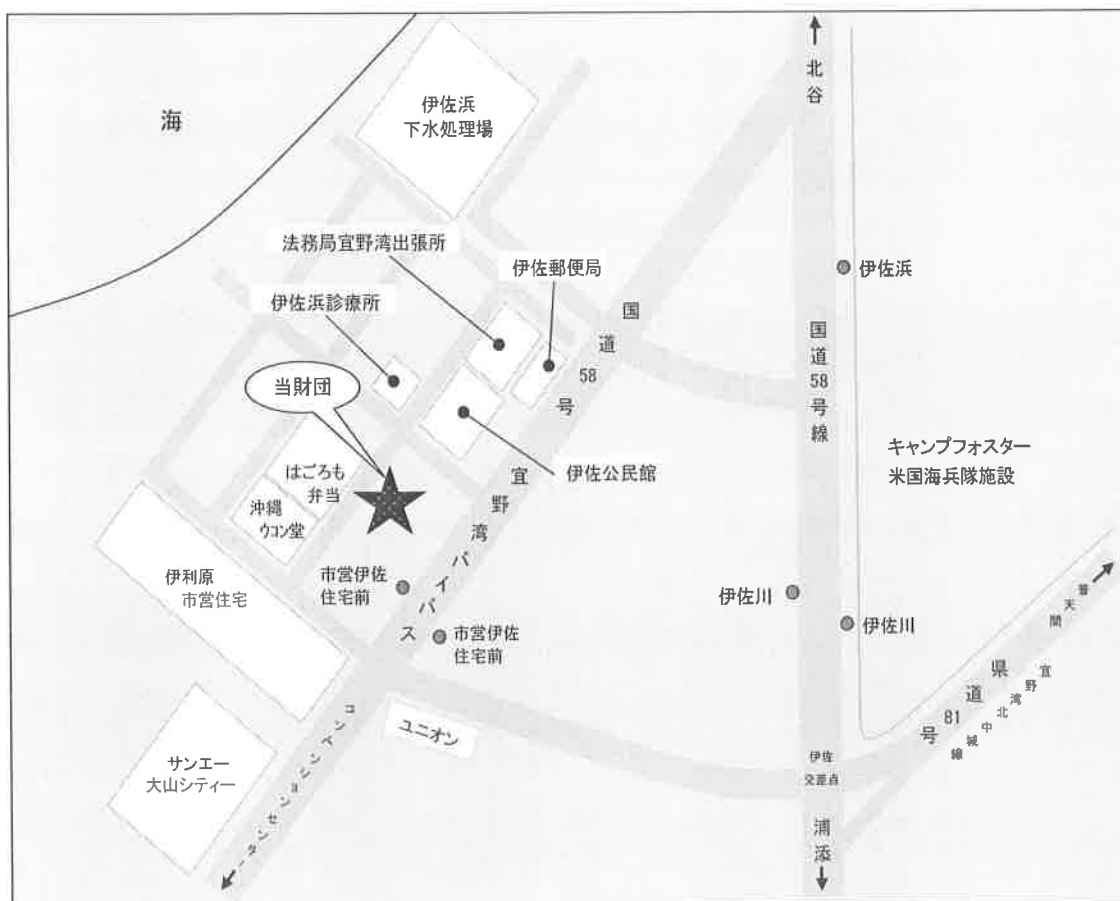 北谷
伊佐浜
下水処理場
海
法務局宜野湾出張所
伊佐郵便局
伊佐浜
伊佐浜診療所
国道58号
国道58号線
当財団
キャンプフォスター
米国海兵隊施設
伊佐公民館
はごろも
弁当
沖縄
ウコン堂
宜野湾バイパス
伊利原
市営住宅
市営伊佐
住宅前
伊佐川
伊佐川
市営伊佐
住宅前
普天間
県道81号
宜野湾北中城線
ユニオン
コンベンションセンター
伊佐
交差点
サンエー
大山シティー
浦添